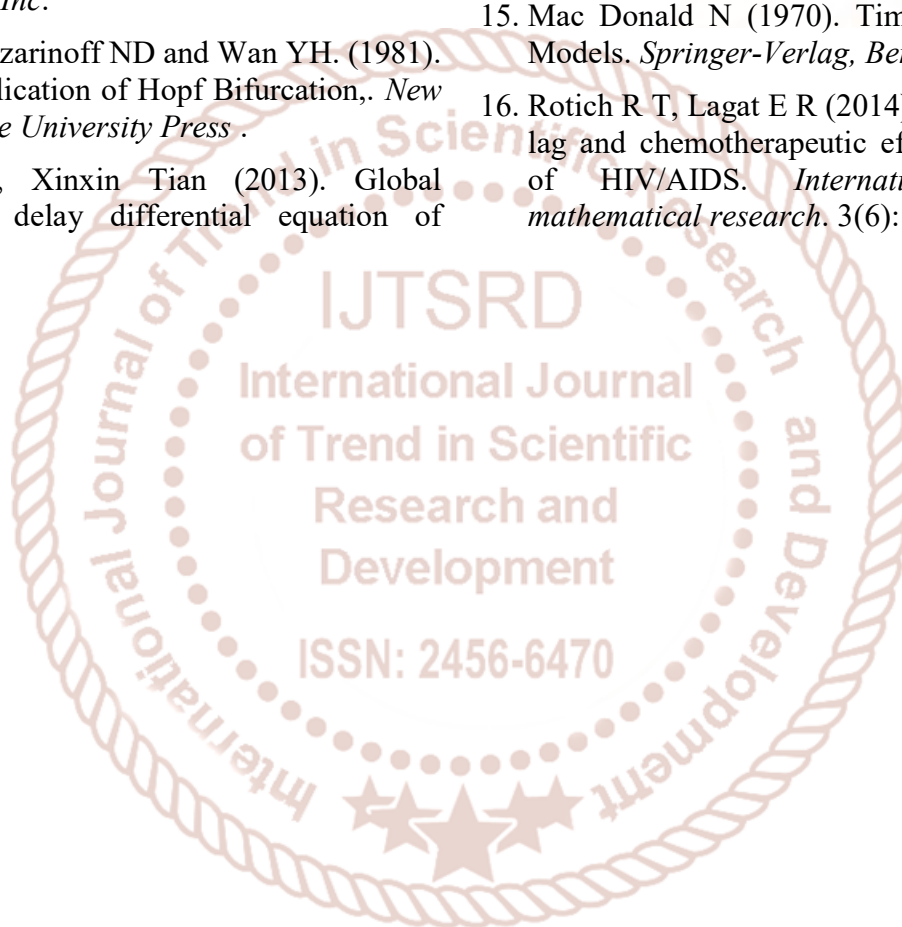 Inc.
zarinoff ND and Wan YH. (1981).
lication of Hopf Bifurcation,. New
e University Press .
, Xinxin Tian (2013). Global
delay differential equation of
15. Mac Donald N (1970). Tim
Models. Springer-Verlag, Be
16. Rotich R T, Lagat E R (2014)
lag and chemotherapeutic ef
of HIV/AIDS. Internati
mathematical research. 3(6):
International Journal of Trend in Scientific Research and Development
IJTSRD
International Journal
of Trend in Scientific
Research and
Development
ISSN: 2456-6470